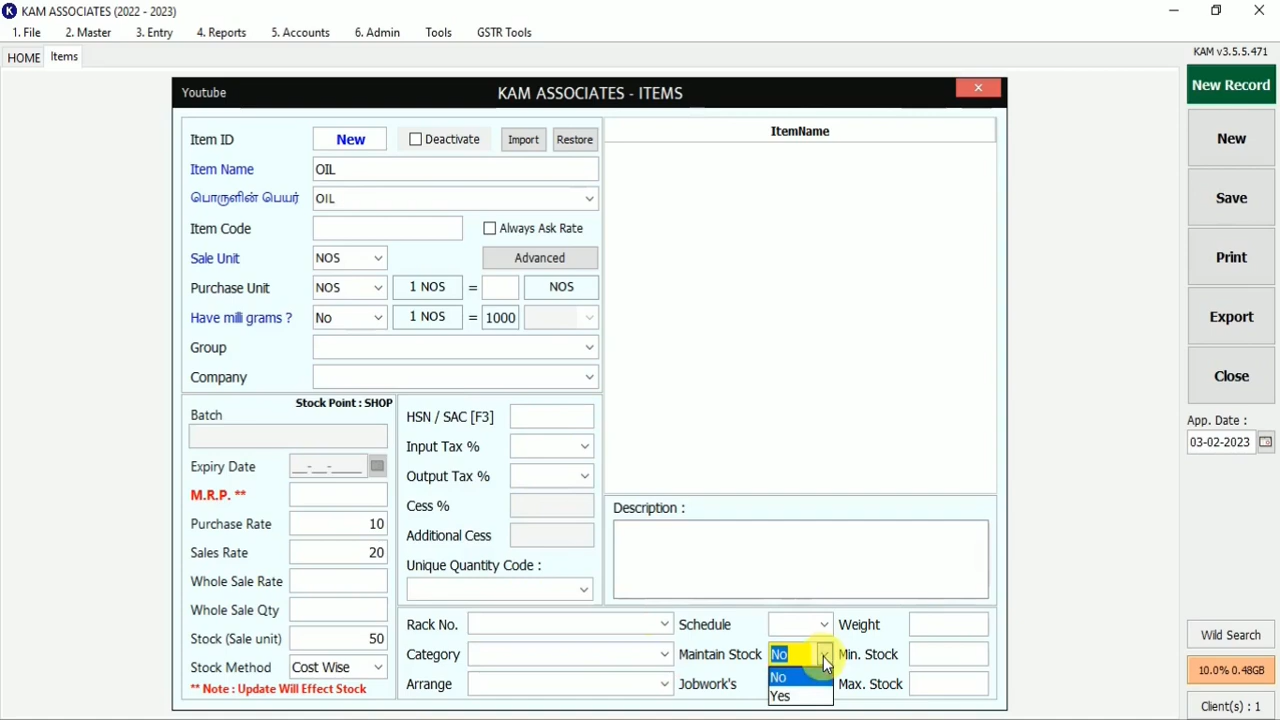 KAM ASSOCIATES (2022 - 2023)
1. File 2. Master 3. Entry 4. Reports 5. Accounts 6. Admin Tools GSTR Tools
HOME Items
KAM v3.5.5.471
Youtube KAM ASSOCIATES - ITEMS
Item ID New Deactivate Import Restore
Item Name OIL
பொருளின் பெயர் OIL
Item Code Always Ask Rate
Sale Unit NOS Advanced
Purchase Unit NOS 1 NOS = NOS
Have milli grams ? No 1 NOS = 1000
Group
Company
ItemName
Stock Point : SHOP
Batch
Expiry Date __-__-____
M.R.P. **
Purchase Rate 10
Sales Rate 20
Whole Sale Rate
Whole Sale Qty
Stock (Sale unit) 50
Stock Method Cost Wise
** Note : Update Will Effect Stock
HSN / SAC [F3]
Input Tax %
Output Tax %
Cess %
Additional Cess
Unique Quantity Code :
Description :
Rack No. Schedule Weight
Category Maintain Stock No Min. Stock
No
Arrange Jobwork's Max. Stock
Yes
New Record
New
Save
Print
Export
Close
App. Date :
03-02-2023
Wild Search
10.0% 0.48GB
Client(s) : 1